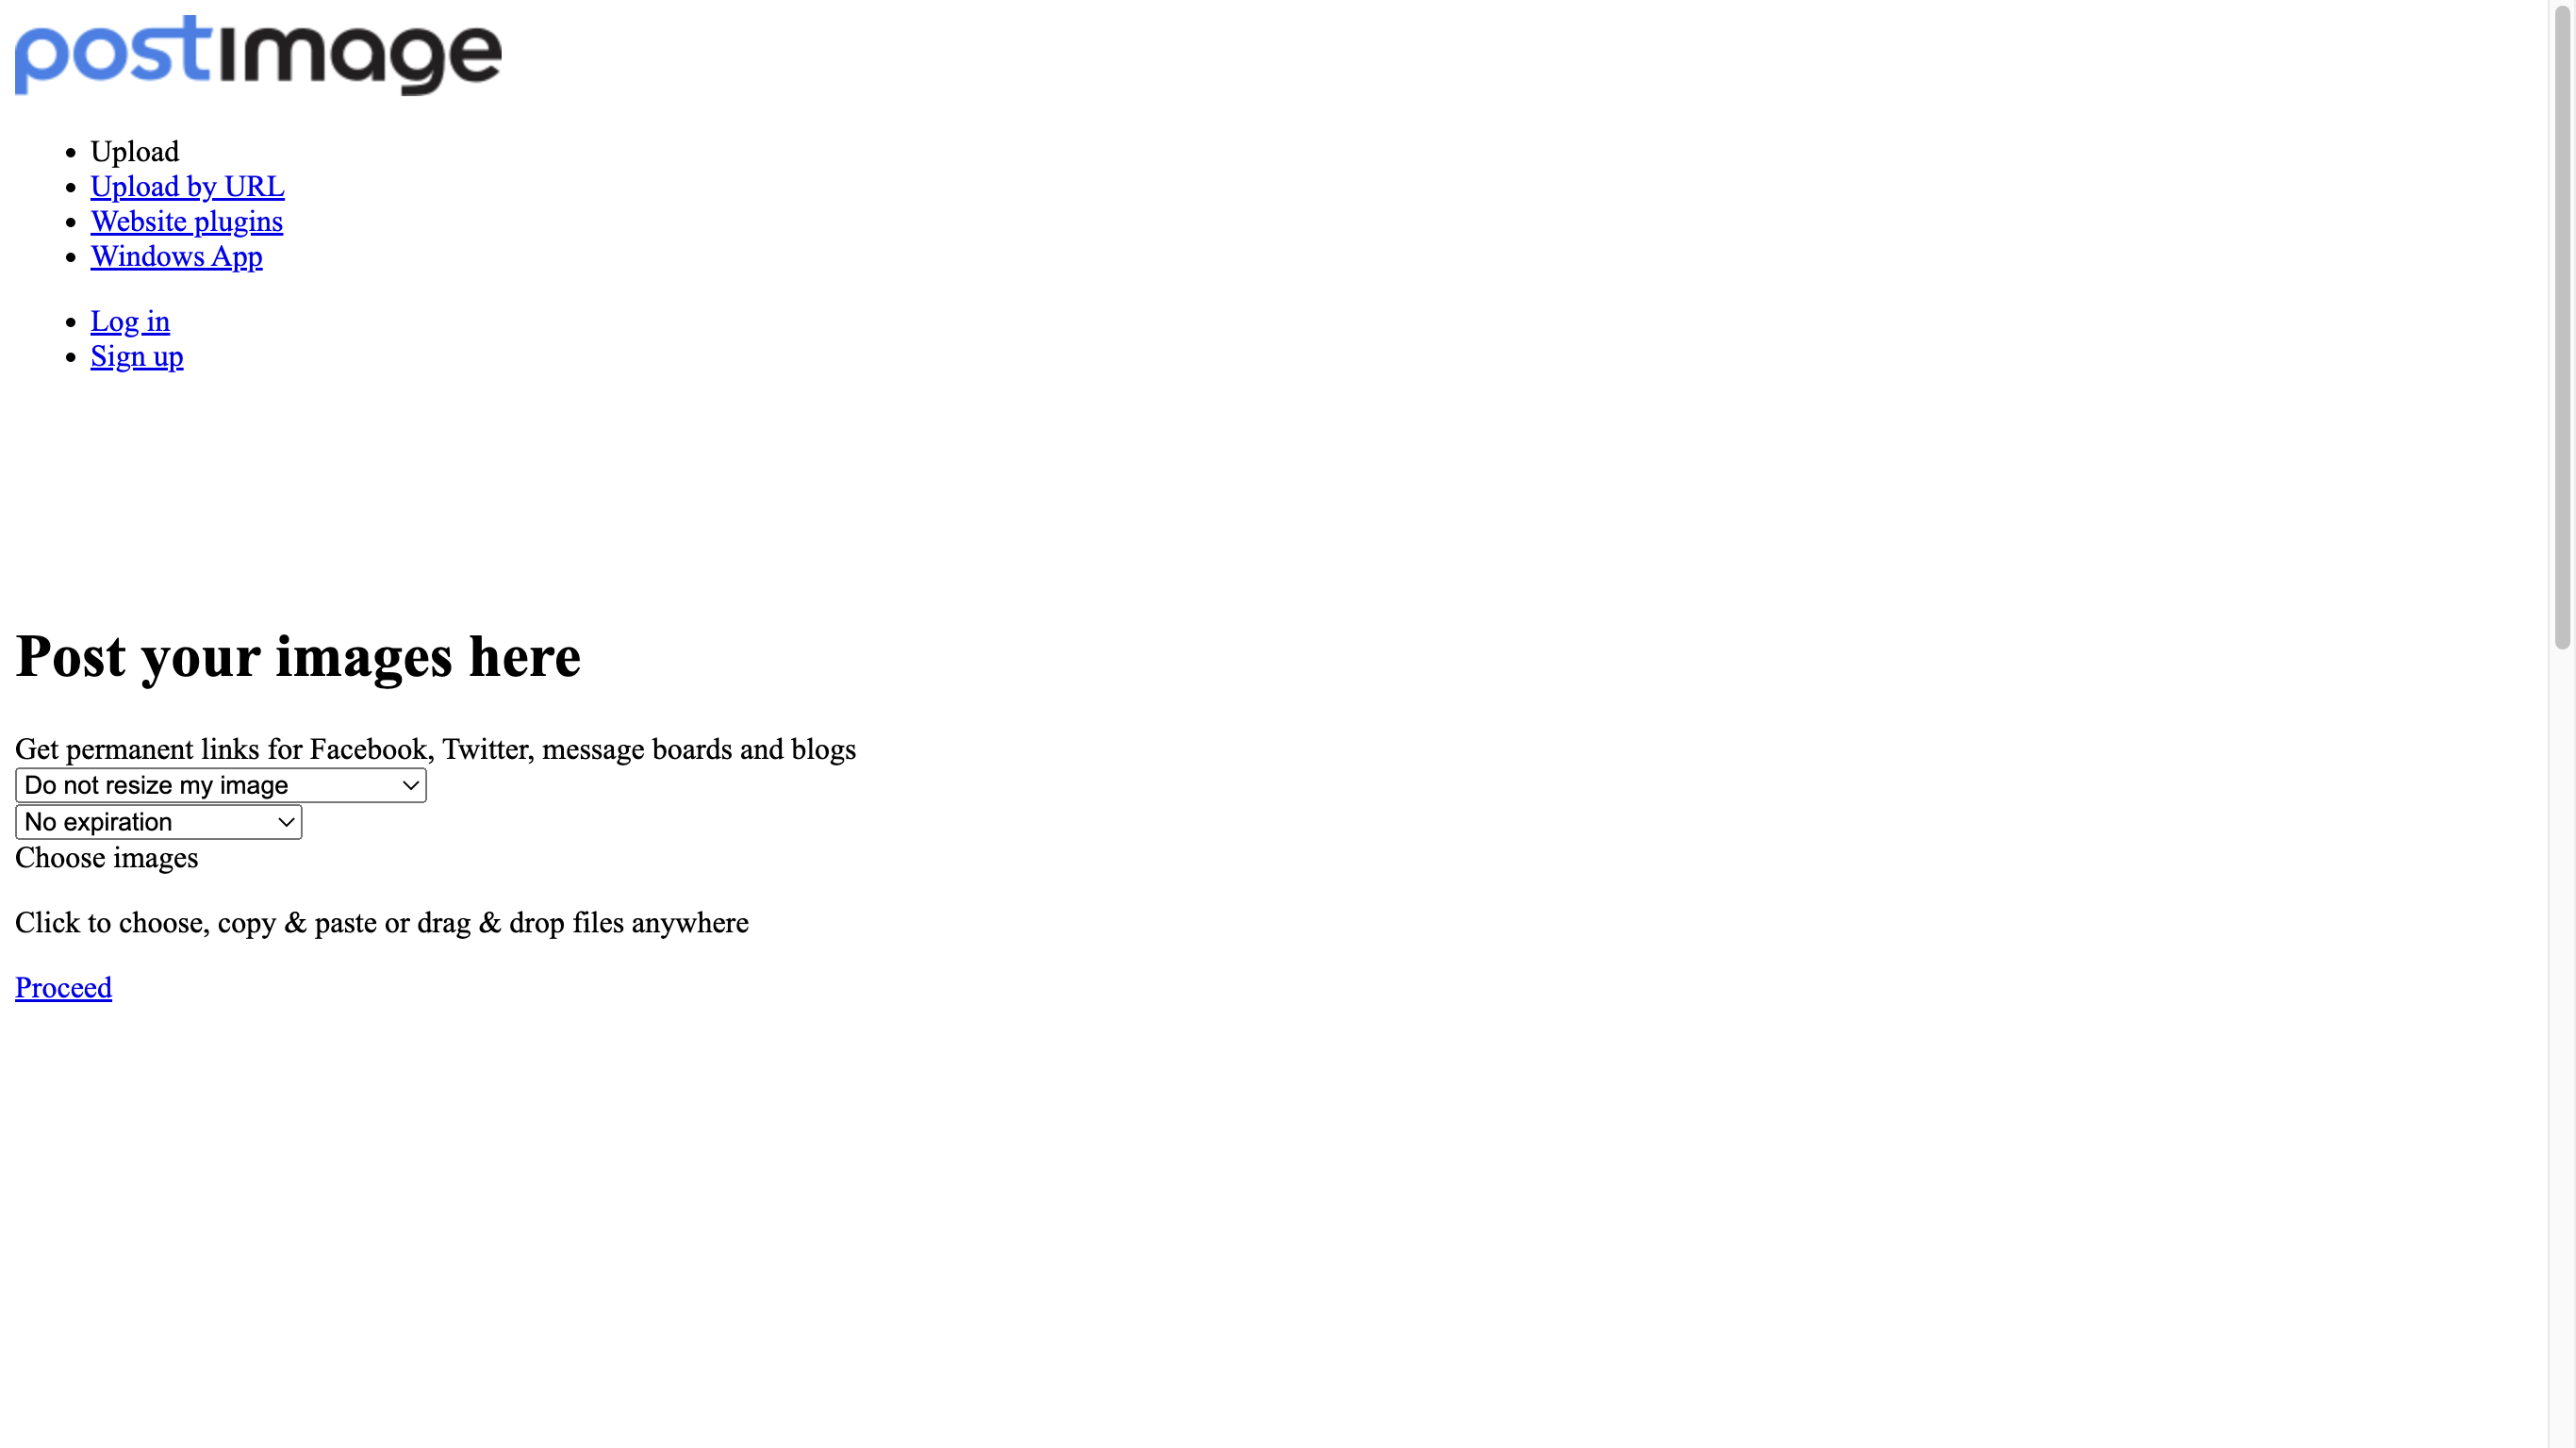 postimage
Upload
Upload by URL
Website plugins
Windows App
Log in
Sign up
Post your images here
Get permanent links for Facebook, Twitter, message boards and blogs
Do not resize my image
No expiration
Choose images
Click to choose, copy & paste or drag & drop files anywhere
Proceed